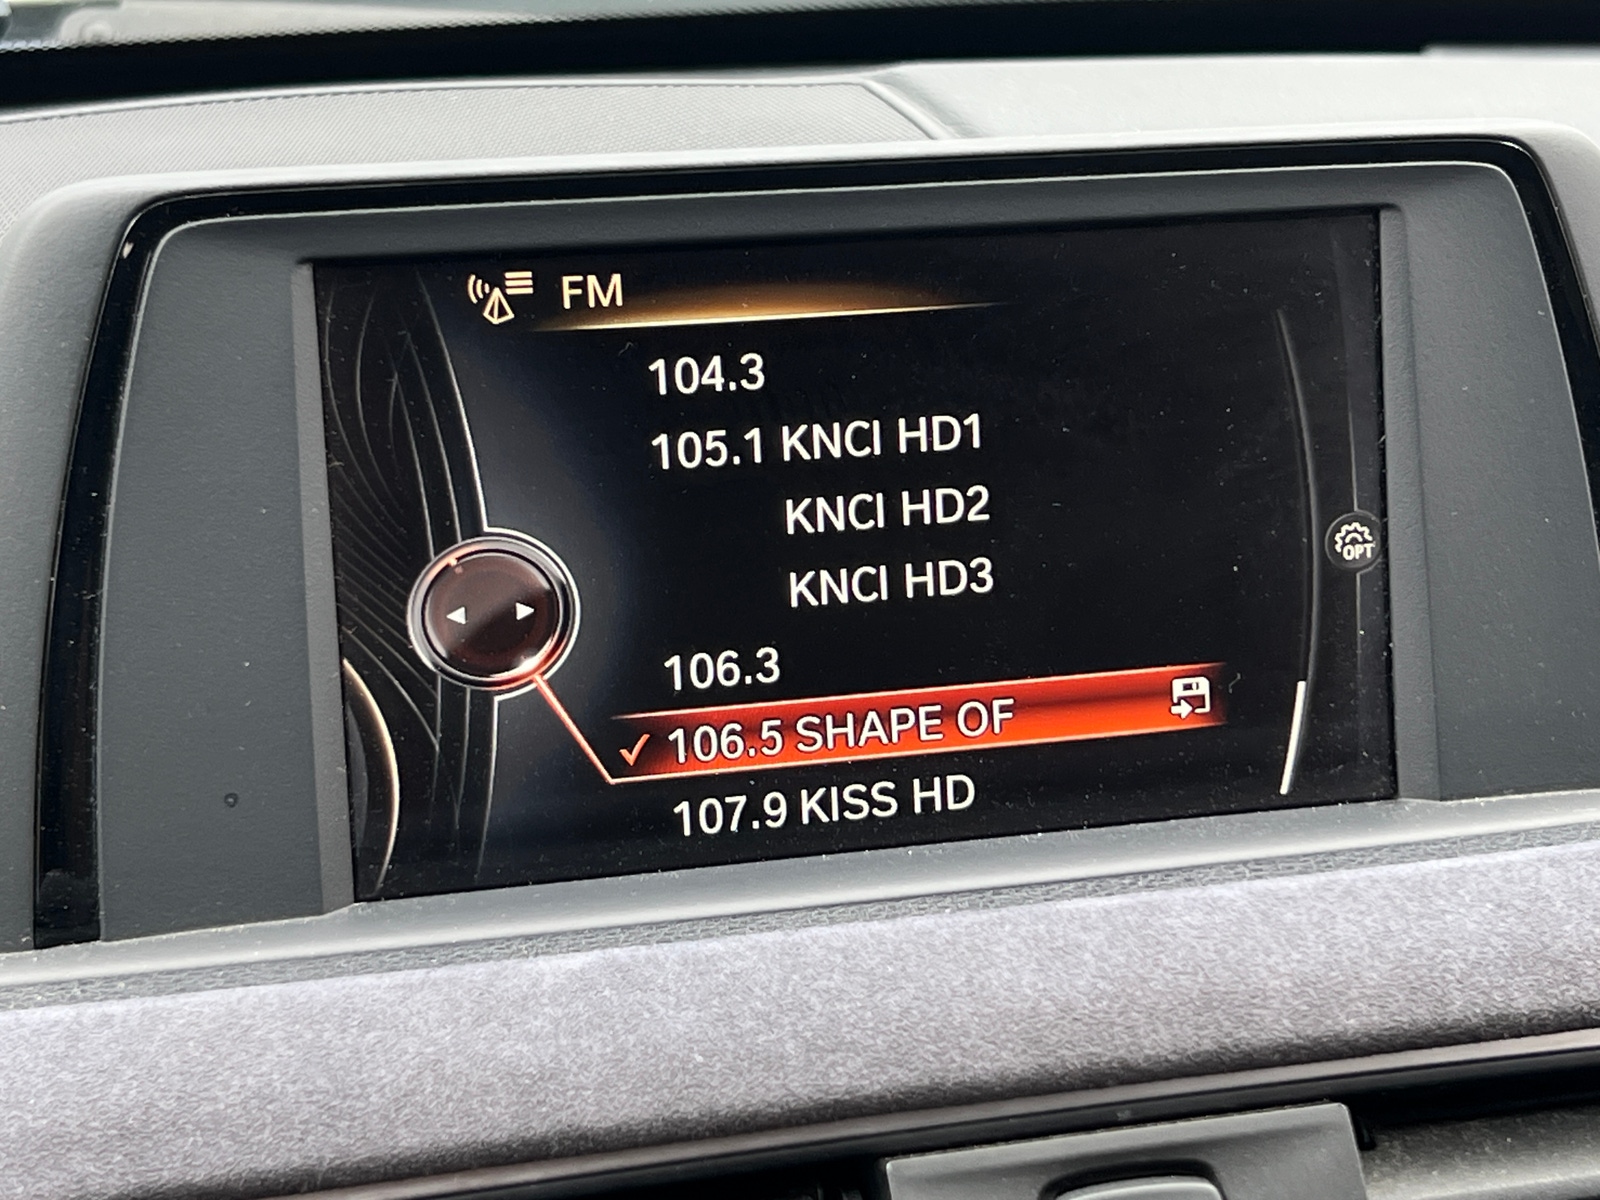 FM
104.3
105.1 KNCI HD1
KNCI HD2
KNCI HD3
106.3
106.5 SHAPE OF
107.9 KISS HD
OPT